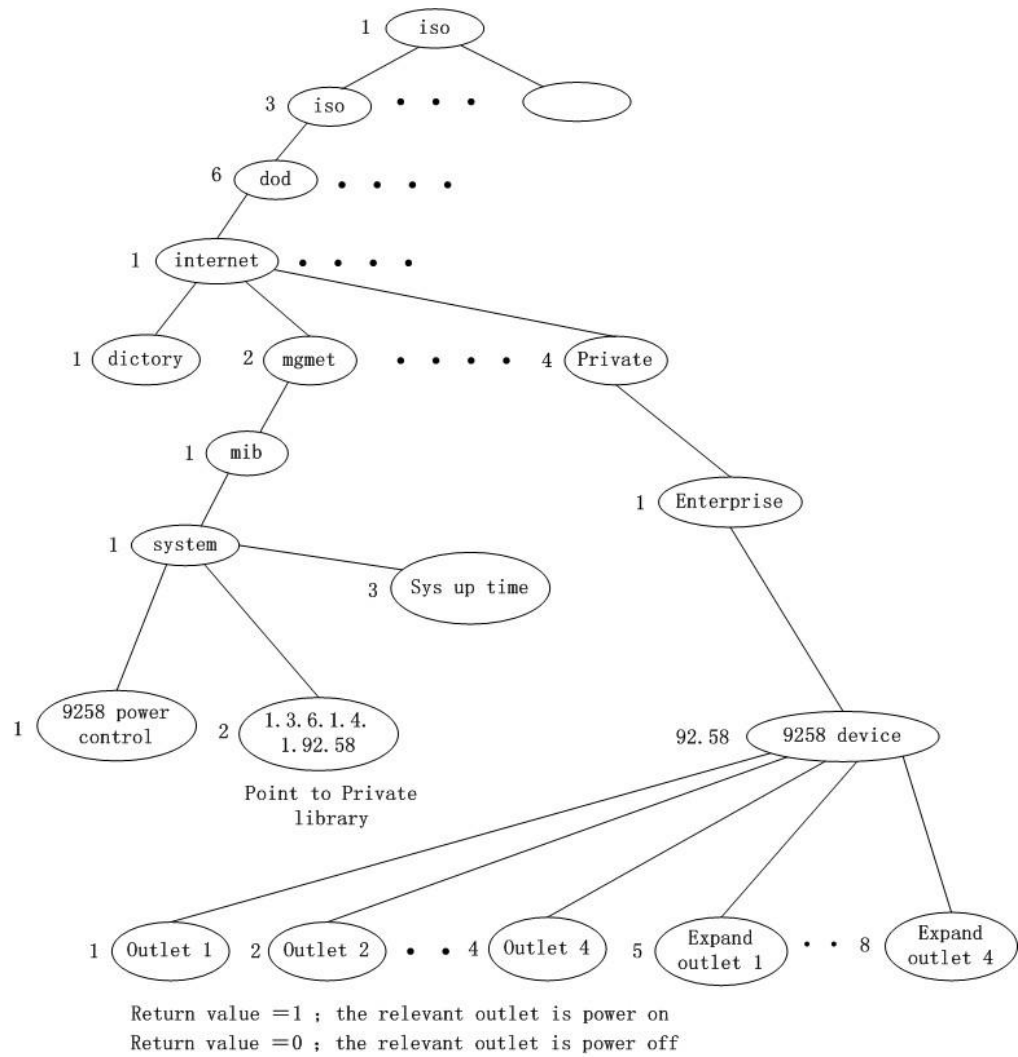 1 iso
3 iso
6 dod
1 internet
1 dictory 2 mgmet 4 Private
1 mib
1 Enterprise
1 system
3 Sys up time
1 9258 power
control
2 1.3.6.1.4.
1.92.58
Point to Private
library
92.58 9258 device
1 Outlet 1 2 Outlet 2 4 Outlet 4 5 Expand
outlet 1
8 Expand
outlet 4
Return value =1 ; the relevant outlet is power on
Return value =0 ; the relevant outlet is power off